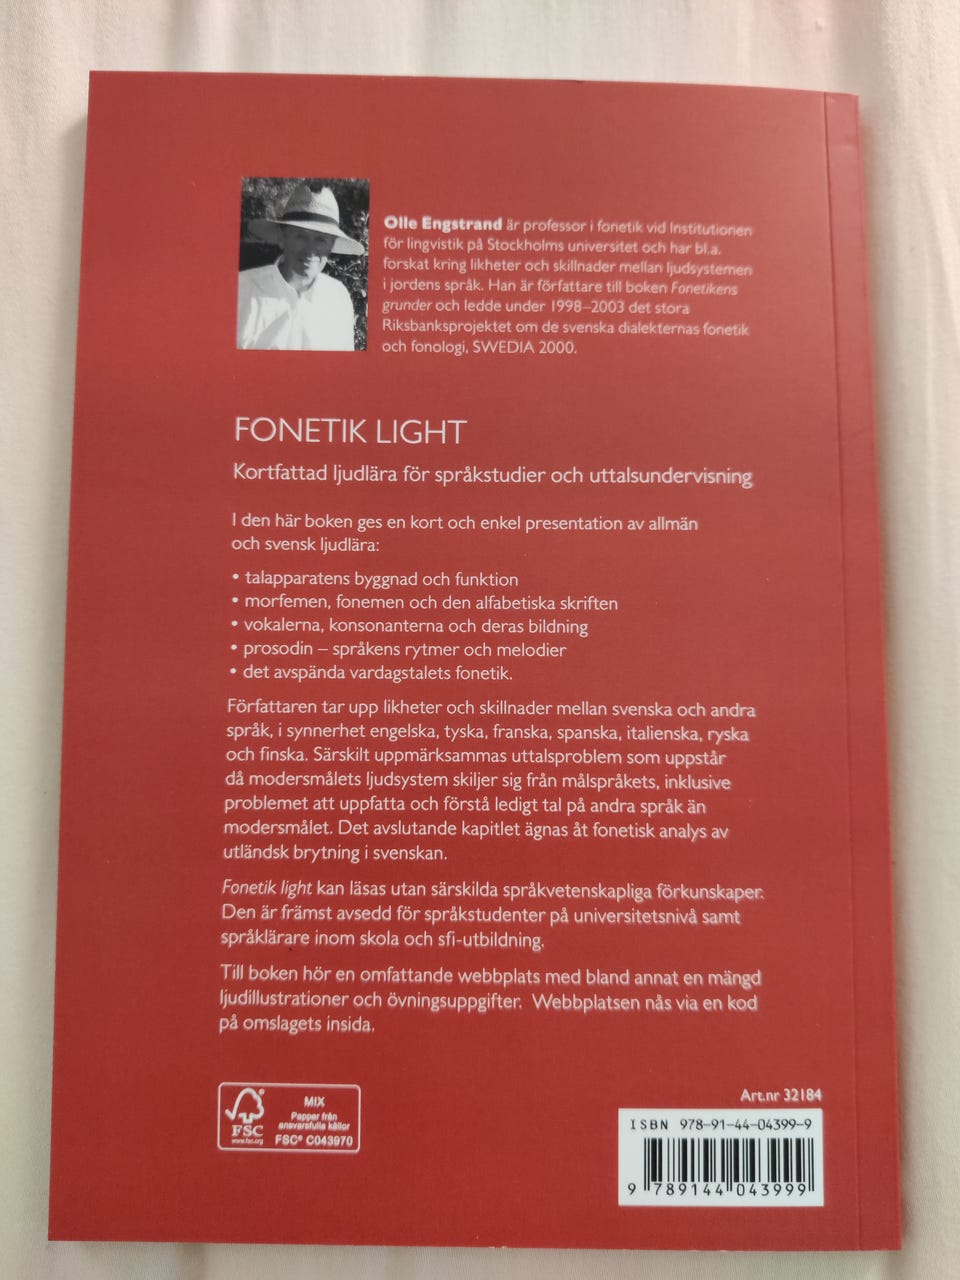 Olle Engstrand är professor i fonetik vid Institutionen
för lingvistik på Stockholms universitet och har bl.a.
forskat kring likheter och skillnader mellan ljudsystemen
i jordens språk. Han är författare till boken Fonetikens
grunder och ledde under 1998–2003 det stora
Riksbanksprojektet om de svenska dialekternas fonetik
och fonologi, SWEDIA 2000.
FONETIK LIGHT
Kortfattad ljudlära för språkstudier och uttalsundervisning
I den här boken ges en kort och enkel presentation av allmän
och svensk ljudlära:
• talapparatens byggnad och funktion
• morfemen, fonemen och den alfabetiska skriften
• vokalerna, konsonanterna och deras bildning
• prosodin – språkens rytmer och melodier
• det avspända vardagstalets fonetik.
Författaren tar upp likheter och skillnader mellan svenska och andra
språk, i synnerhet engelska, tyska, franska, spanska, italienska, ryska
och finska. Särskilt uppmärksammas uttalsproblem som uppstår
då modersmålets ljudsystem skiljer sig från målspråkets, inklusive
problemet att uppfatta och förstå ledigt tal på andra språk än
modersmålet. Det avslutande kapitlet ägnas åt fonetisk analys av
utländsk brytning i svenskan.
Fonetik light kan läsas utan särskilda språkvetenskapliga förkunskaper.
Den är främst avsedd för språkstudenter på universitetsnivå samt
språklärare inom skola och sfi-utbildning.
Till boken hör en omfattande webbplats med bland annat en mängd
ljudillustrationer och övningsuppgifter. Webbplatsen nås via en kod
på omslagets insida.
FSC
www.fsc.org
MIX
Papper från
ansvarsfulla källor
FSC® C043970
Art.nr 32184
ISBN 978-91-44-04399-9
9 789144 043999